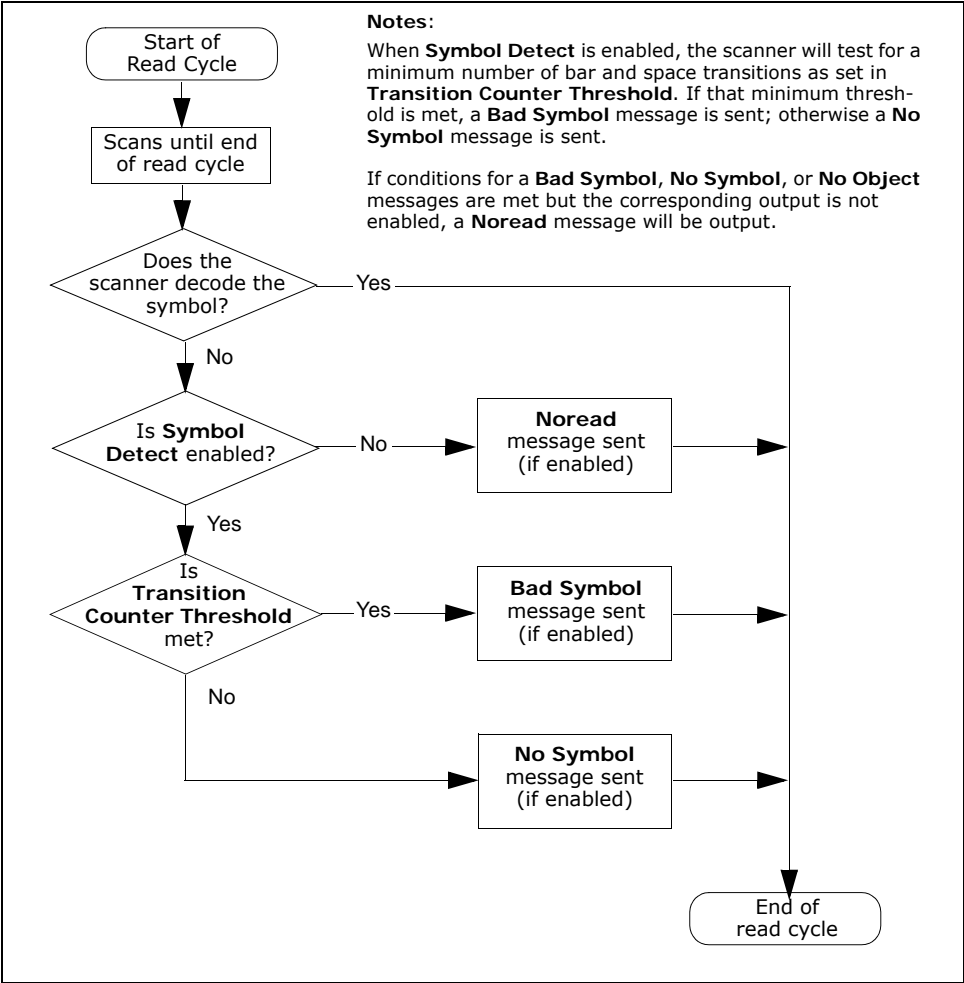 Start of
Read Cycle
Notes:
When Symbol Detect is enabled, the scanner will test for a
minimum number of bar and space transitions as set in
Transition Counter Threshold. If that minimum thresh-
old is met, a Bad Symbol message is sent; otherwise a No
Symbol message is sent.
If conditions for a Bad Symbol, No Symbol, or No Object
messages are met but the corresponding output is not
enabled, a Noread message will be output.
Scans until end
of read cycle
Does the
scanner decode the
symbol?
Yes
No
Is Symbol
Detect enabled?
No
Noread
message sent
(if enabled)
Yes
Is
Transition
Counter Threshold
met?
Yes
Bad Symbol
message sent
(if enabled)
No
No Symbol
message sent
(if enabled)
End of
read cycle